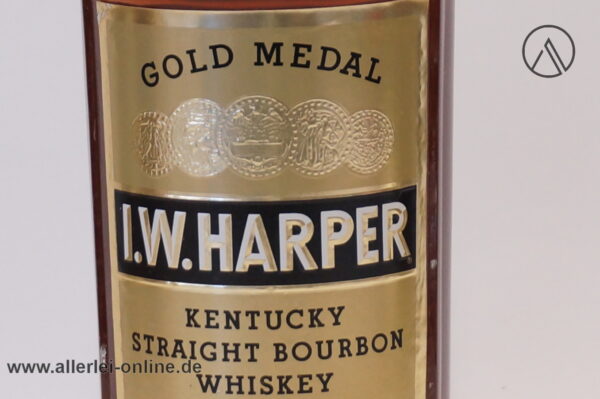 GOLD MEDAL
I.W. HARPER
KENTUCKY
STRAIGHT BOURBON
WHISKEY
www.allerlei-online.de